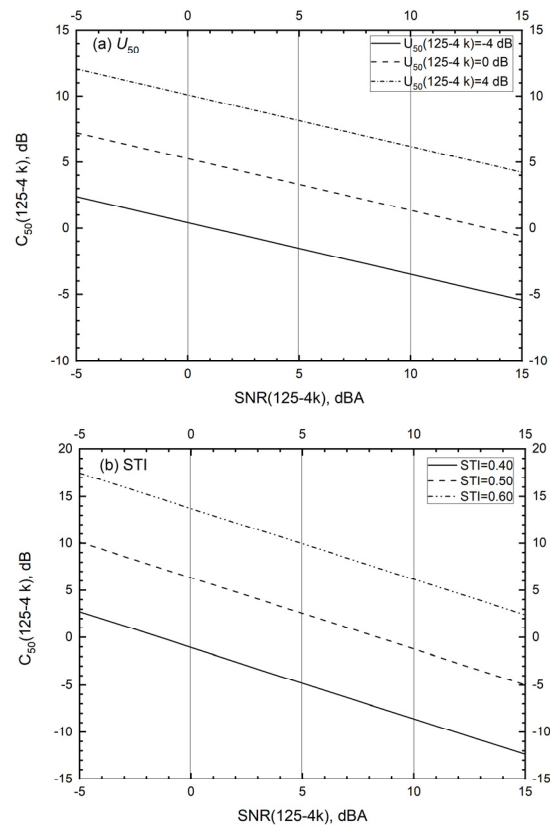 -5 0 5 10 15
(a) U50
U50(125-4 k)=-4 dB
U50(125-4 k)=0 dB
U50(125-4 k)=4 dB
15 15
10 10
5 5
0 0
-5 -5
-10 -10
C50(125-4 k), dB
-5 0 5 10 15
SNR(125-4k), dBA
-5 0 5 10 15
(b) STI
STI=0.40
STI=0.50
STI=0.60
20 20
15 15
10 10
5 5
0 0
-5 -5
-10 -10
-15 -15
C50(125-4 k), dB
-5 0 5 10 15
SNR(125-4k), dBA